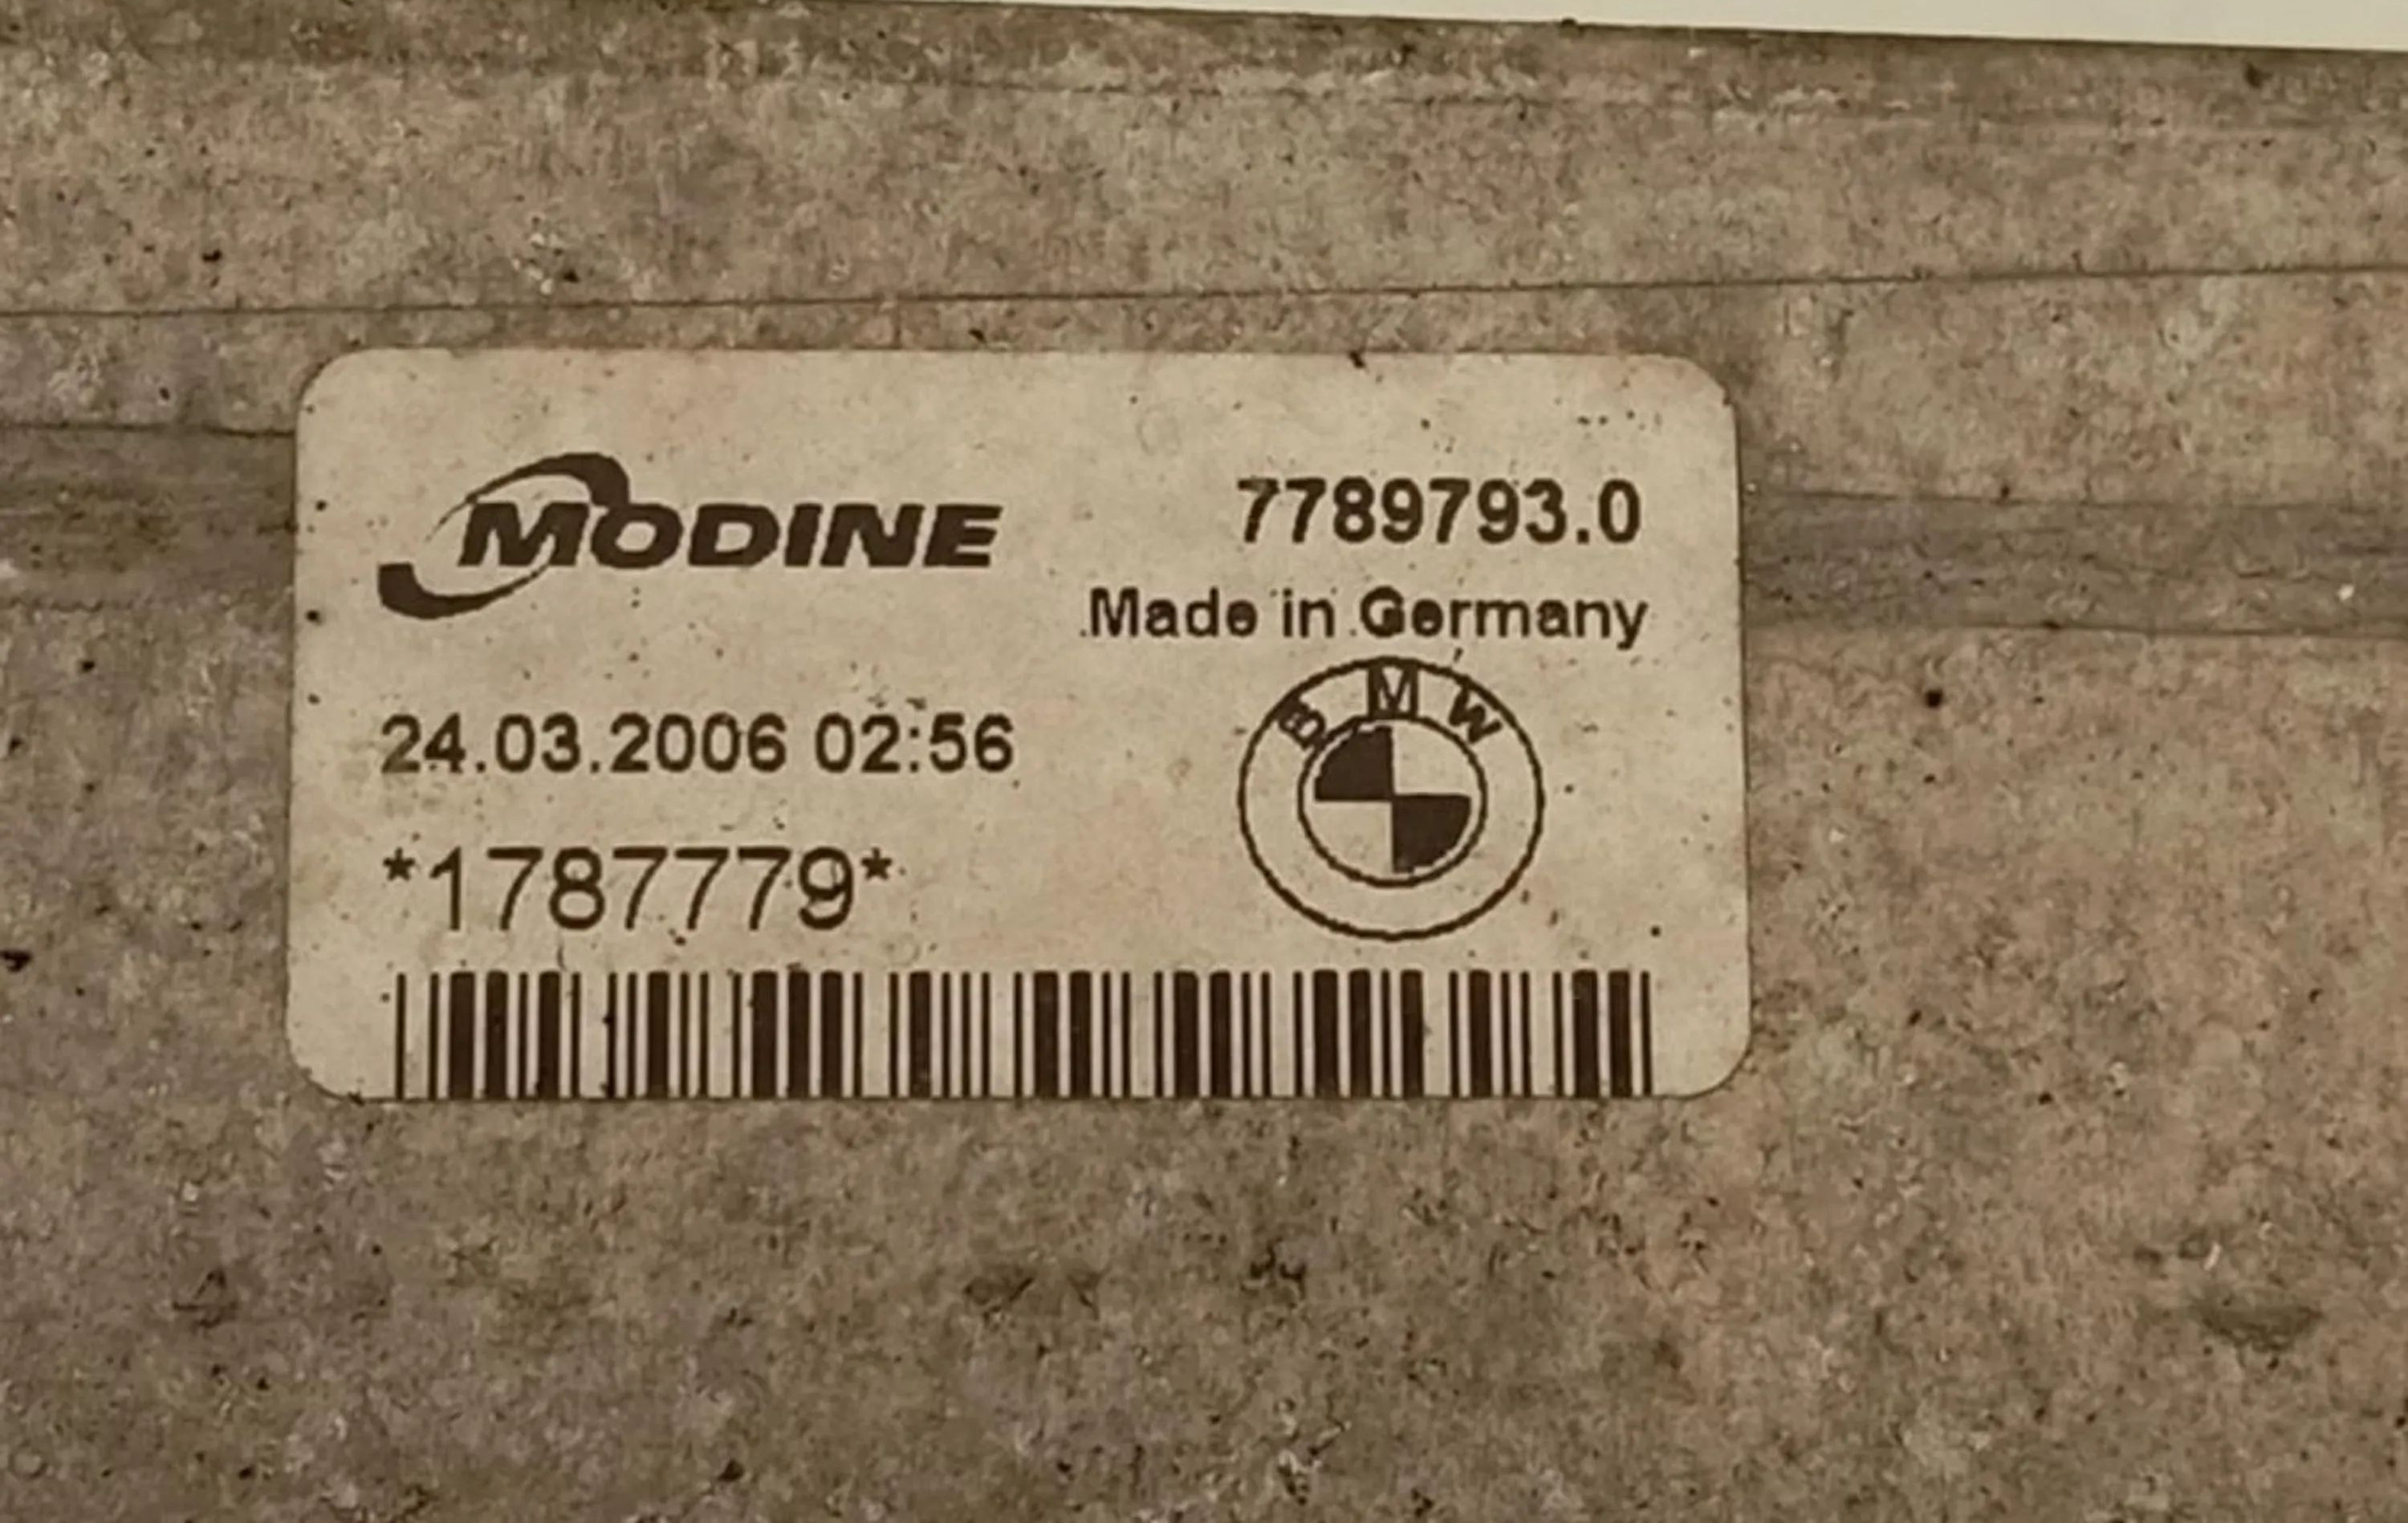 MODINE
7789793.0
Made in Germany
BMW
24.03.2006 02:56
*1787779*